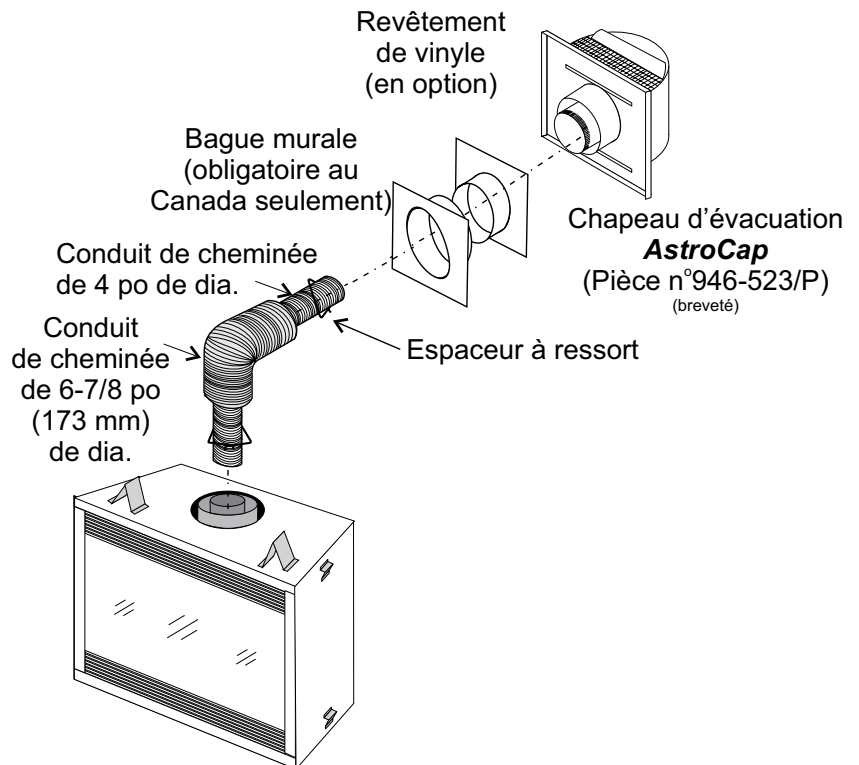 Revêtement
de vinyle
(en option)
Bague murale
(obligatoire au
Canada seulement)
Chapeau d’évacuation
AstroCap
(Pièce n°946-523/P)
(breveté)
Conduit de cheminée
de 4 po de dia.
Espaceur à ressort
Conduit
de cheminée
de 6-7/8 po
(173 mm)
de dia.